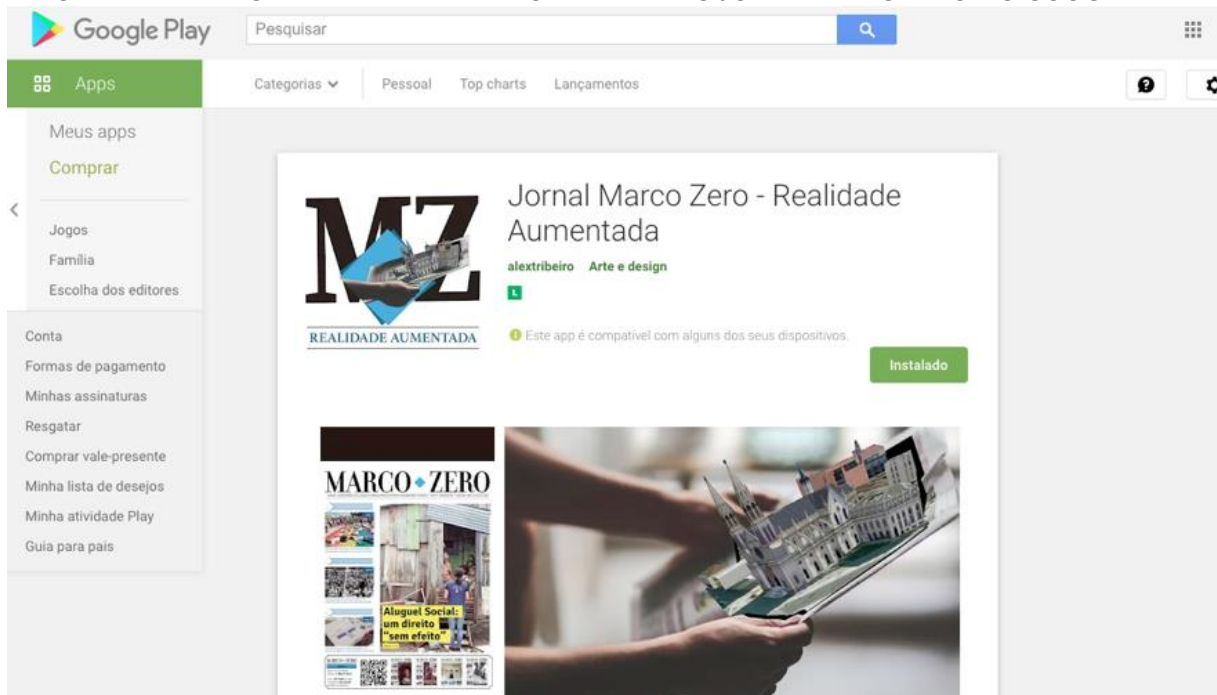 Google Play
Pesquisar
Apps
Categorias
Pessoal
Top charts
Lançamentos
Meus apps
Comprar
Jogos
Família
Escolha dos editores
Conta
Formas de pagamento
Minhas assinaturas
Resgatar
Comprar vale-presente
Minha lista de desejos
Minha atividade Play
Guia para pais
MZ
REALIDADE AUMENTADA
Jornal Marco Zero - Realidade
Aumentada
alextribeiro Arte e design
L
Este app é compatível com alguns dos seus dispositivos.
Instalado
MARCO ZERO
Aluguel Social:
um direito
"sem efeito"